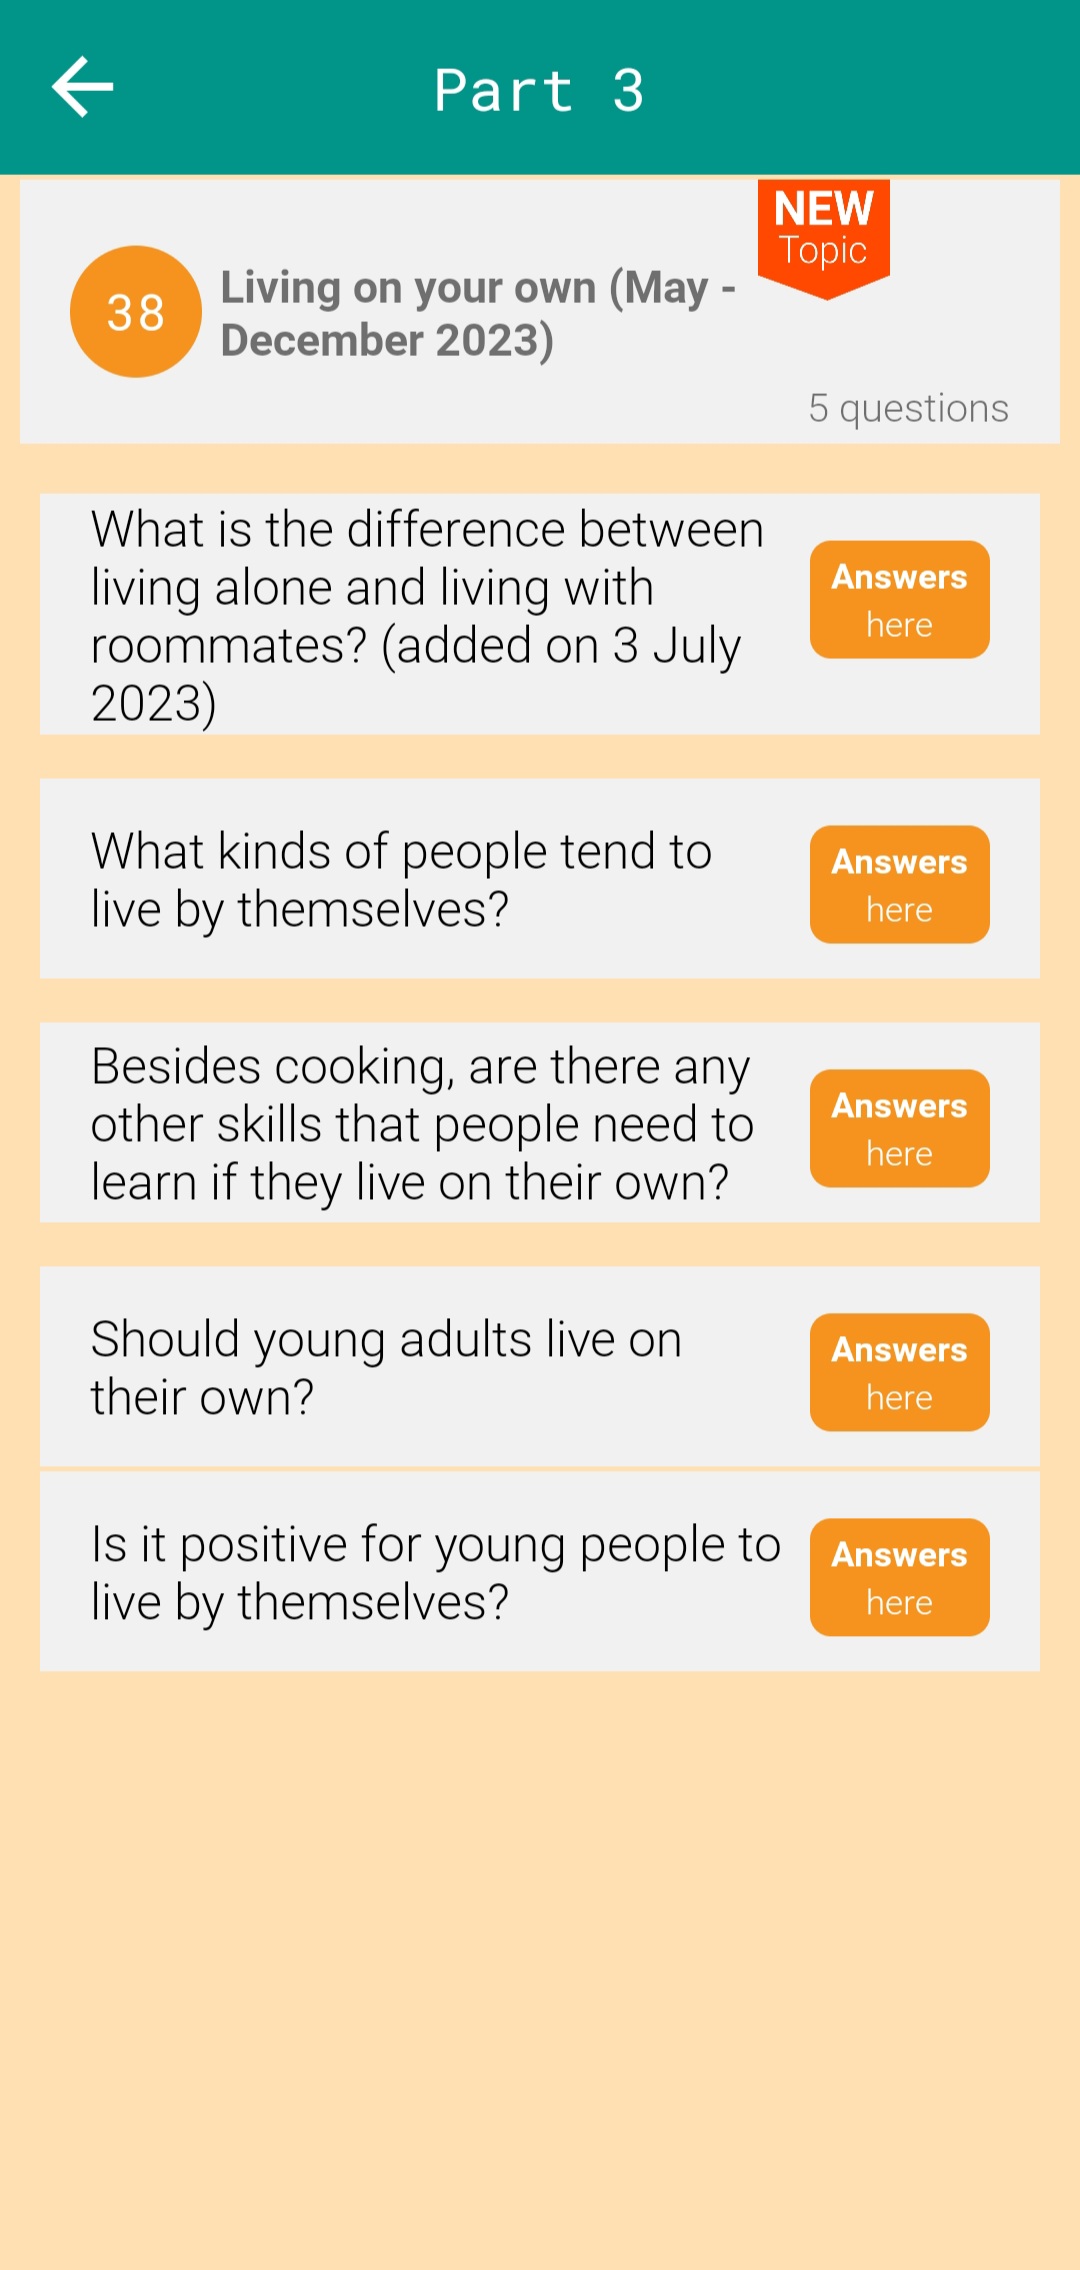 Part 3
NEW
Topic
38
Living on your own (May -
December 2023)
5 questions
What is the difference between
living alone and living with
roommates? (added on 3 July
2023)
Answers
here
What kinds of people tend to
live by themselves?
Answers
here
Besides cooking, are there any
other skills that people need to
learn if they live on their own?
Answers
here
Should young adults live on
their own?
Answers
here
Is it positive for young people to
live by themselves?
Answers
here